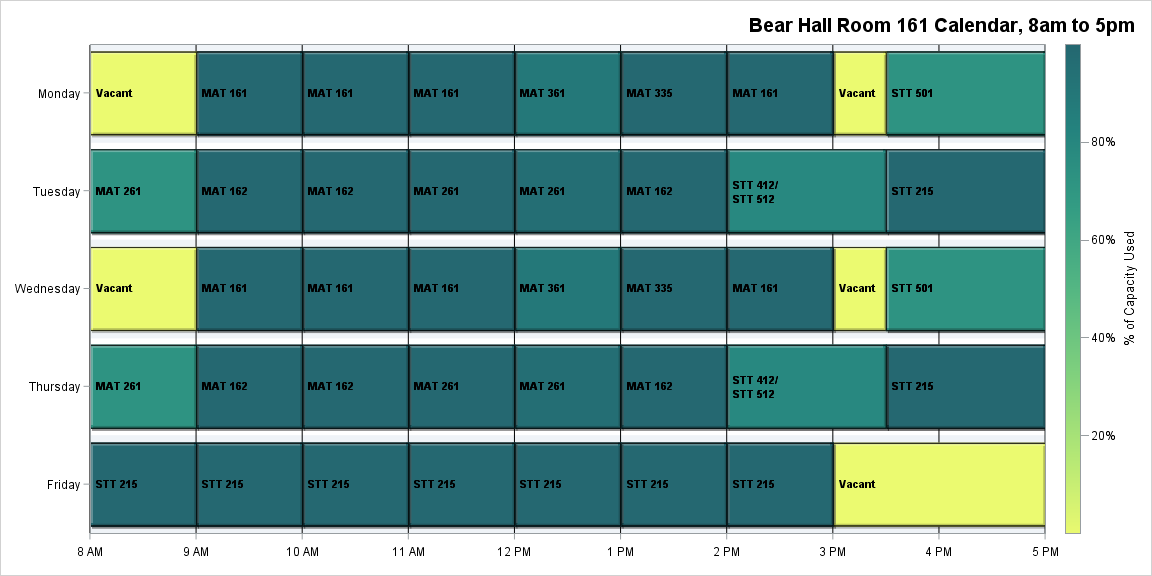 Bear Hall Room 161 Calendar, 8am to 5pm
Monday
Vacant
MAT 161
MAT 161
MAT 161
MAT 361
MAT 335
MAT 161
Vacant
STT 501
Tuesday
MAT 261
MAT 162
MAT 162
MAT 261
MAT 261
MAT 162
STT 412/
STT 512
STT 215
Wednesday
Vacant
MAT 161
MAT 161
MAT 161
MAT 361
MAT 335
MAT 161
Vacant
STT 501
Thursday
MAT 261
MAT 162
MAT 162
MAT 261
MAT 261
MAT 162
STT 412/
STT 512
STT 215
Friday
STT 215
STT 215
STT 215
STT 215
STT 215
STT 215
STT 215
Vacant
8 AM
9 AM
10 AM
11 AM
12 PM
1 PM
2 PM
3 PM
4 PM
5 PM
80%
60%
40%
20%
% of Capacity Used